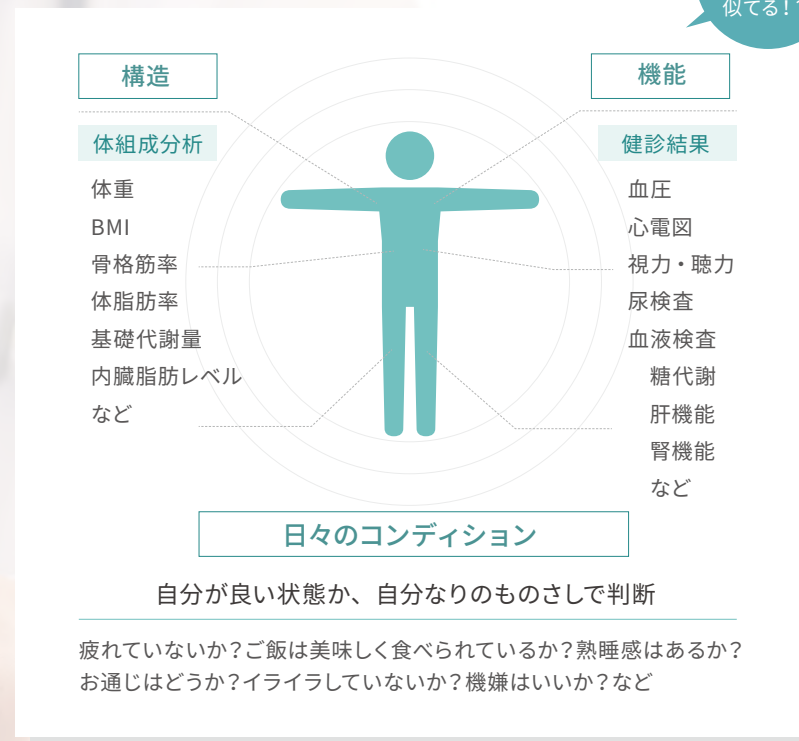 似てる!
構造
機能
体組成分析
体重
BMI
骨格筋率
体脂肪率
基礎代謝量
内臓脂肪レベル
など
健診結果
血圧
心電図
視力・聴力
尿検査
血液検査
糖代謝
肝機能
腎機能
など
日々のコンディション
自分が良い状態か、自分なりのものさしで判断
疲れていないか?ご飯は美味しく食べられているか?熟睡感はあるか?
お通じはどうか?イライラしていないか?機嫌はいいか?など